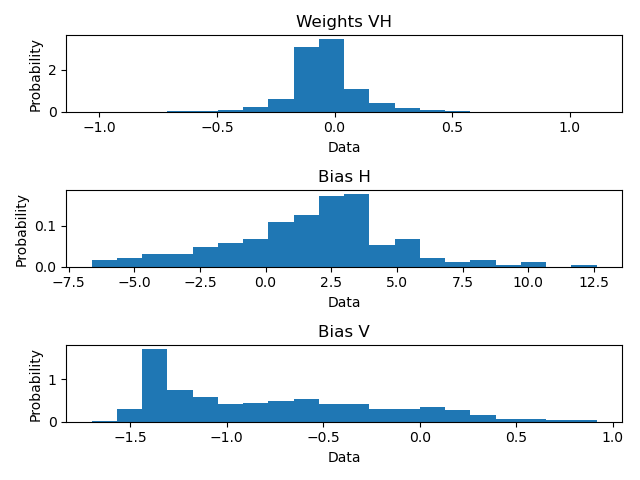 Weights VH
Probability
2
0
−1.0 −0.5 0.0 0.5 1.0
Data
Bias H
Probability
0.1
0.0
−7.5 −5.0 −2.5 0.0 2.5 5.0 7.5 10.0 12.5
Data
Bias V
Probability
1
0
−1.5 −1.0 −0.5 0.0 0.5 1.0
Data